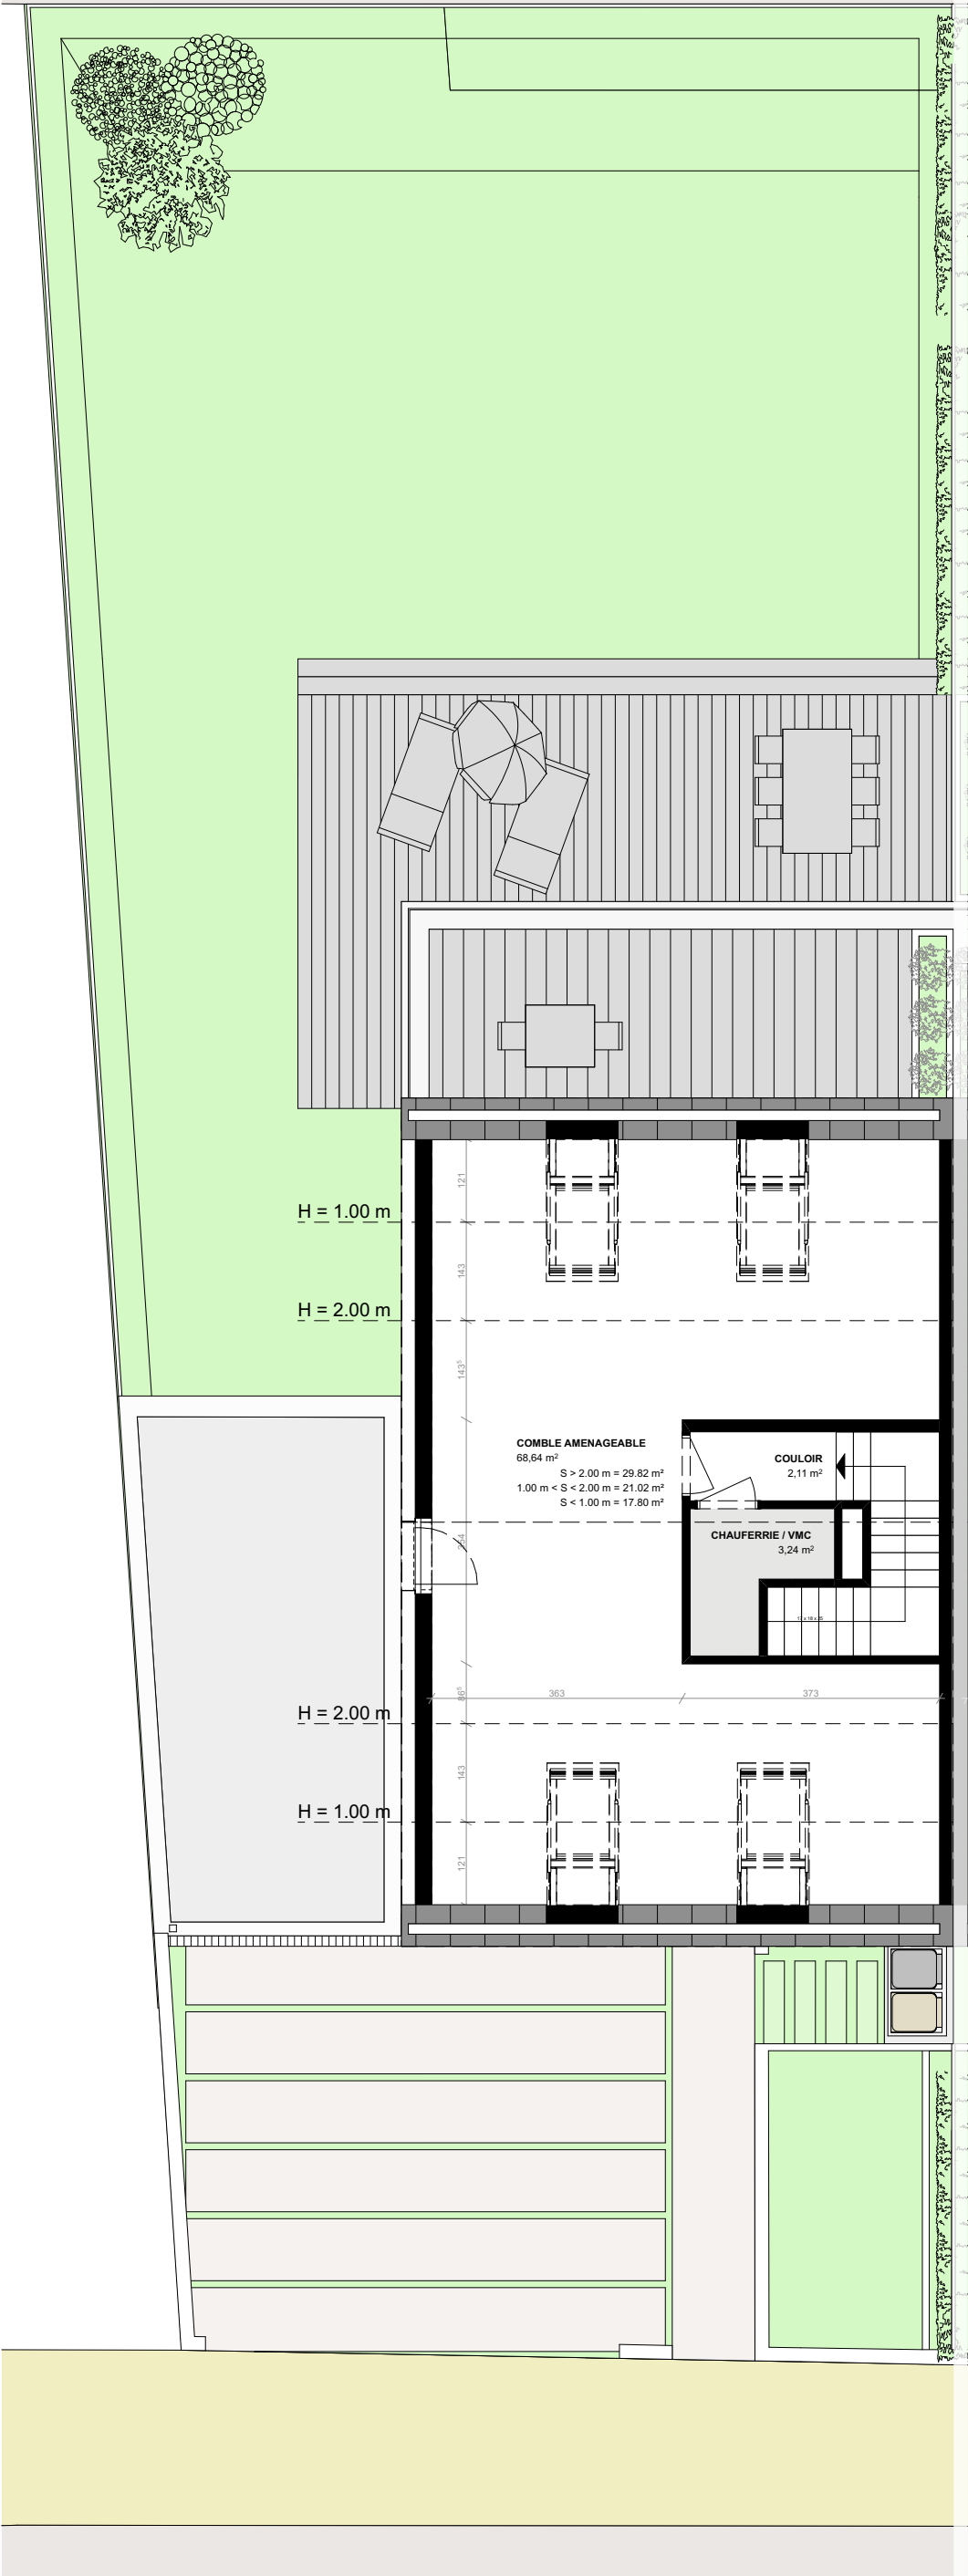 121
H = 1.00 m
143
H = 2.00 m
143⁵
COMBLE AMENAGEABLE
68,64 m²
S > 2.00 m = 29.82 m²
1.00 m < S < 2.00 m = 21.02 m²
S < 1.00 m = 17.80 m²
COULOIR
2,11 m²
CHAUFERRIE / VMC
3,24 m²
86⁵
363
373
H = 2.00 m
143
H = 1.00 m
121